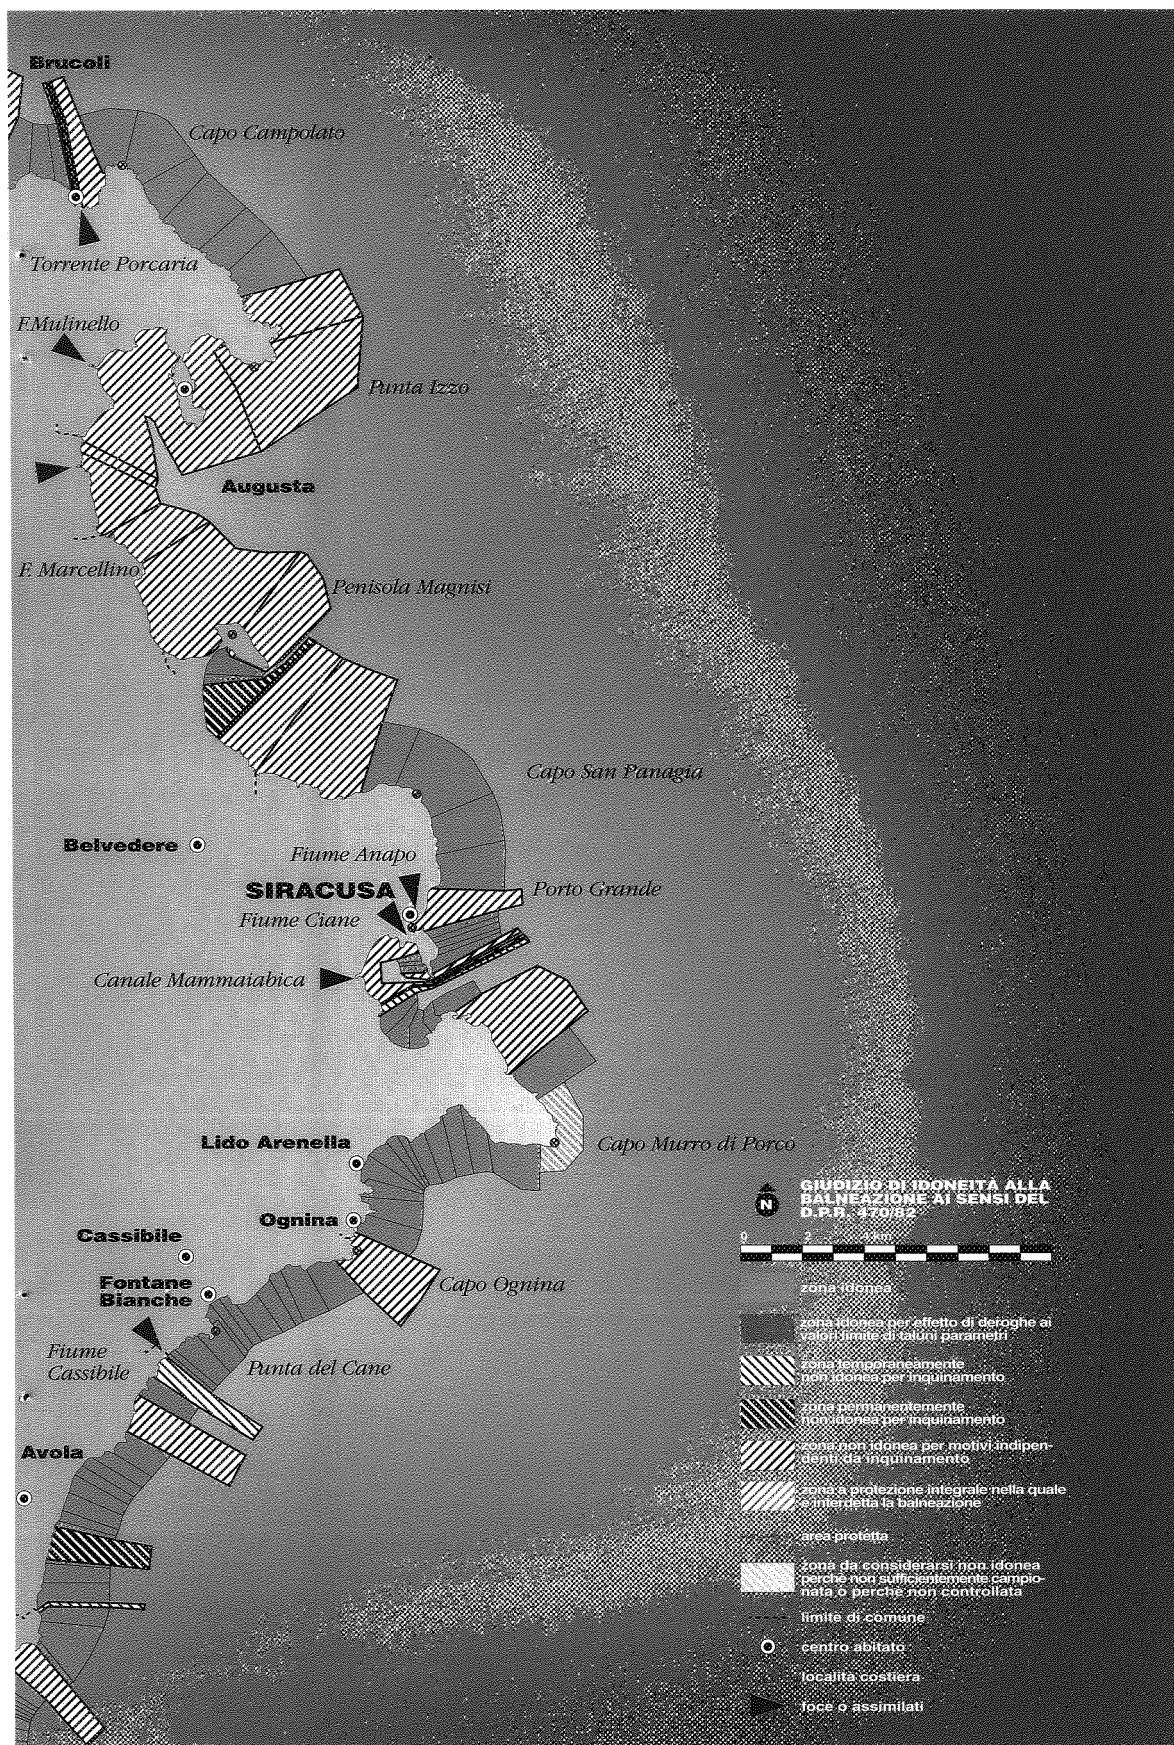 Brucoli
Capo Campolato
Torrente Porcaria
F.Mulinello
Punta Izzo
Augusta
F. Marcellino
Penisola Magnisi
Capo San Panagia
Belvedere
Fiume Anapo
SIRACUSA
Porto Grande
Fiume Ciane
Canale Mammaiabica
Lido Arenella
Capo Murro di Porco
Ognina
Cassibile
Fontane
Bianche
Capo Ognina
Fiume
Cassibile
Punta del Cane
Avola
N
GIUDIZIO DI IDONEITÀ ALLA
BALNEAZIONE AI SENSI DEL
D.P.R. 470/82
0 2 4 km
zona idonea
zona idonea per effetto di deroghe ai
valori limite di taluni parametri
zona temporaneamente
non idonea per inquinamento
zona permanentemente
non idonea per inquinamento
zona non idonea per motivi indipen-
denti da inquinamento
zona a protezione integrale nella quale
e interdetta la balneazione
area protetta
zona da considerarsi non idonea
perchè non sufficientemente campio-
nata o perchè non controllata
limite di comune
centro abitato
località costiera
foce o assimilati